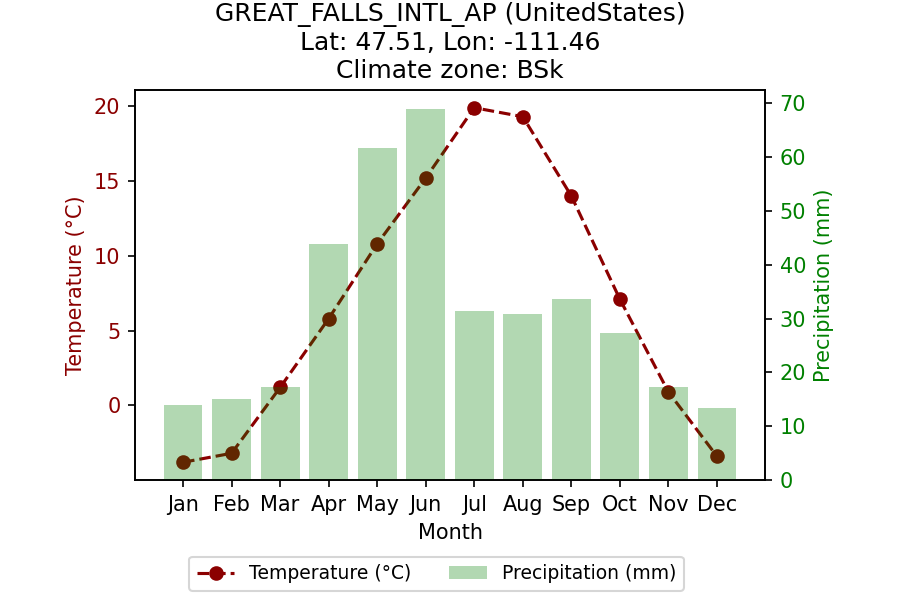 GREAT_FALLS_INTL_AP (UnitedStates)
Lat: 47.51, Lon: -111.46
Climate zone: BSk
20
15
10
5
0
Temperature (°C)
70
60
50
40
30
20
10
0
Precipitation (mm)
Jan Feb Mar Apr May Jun Jul Aug Sep Oct Nov Dec
Month
Temperature (°C) Precipitation (mm)